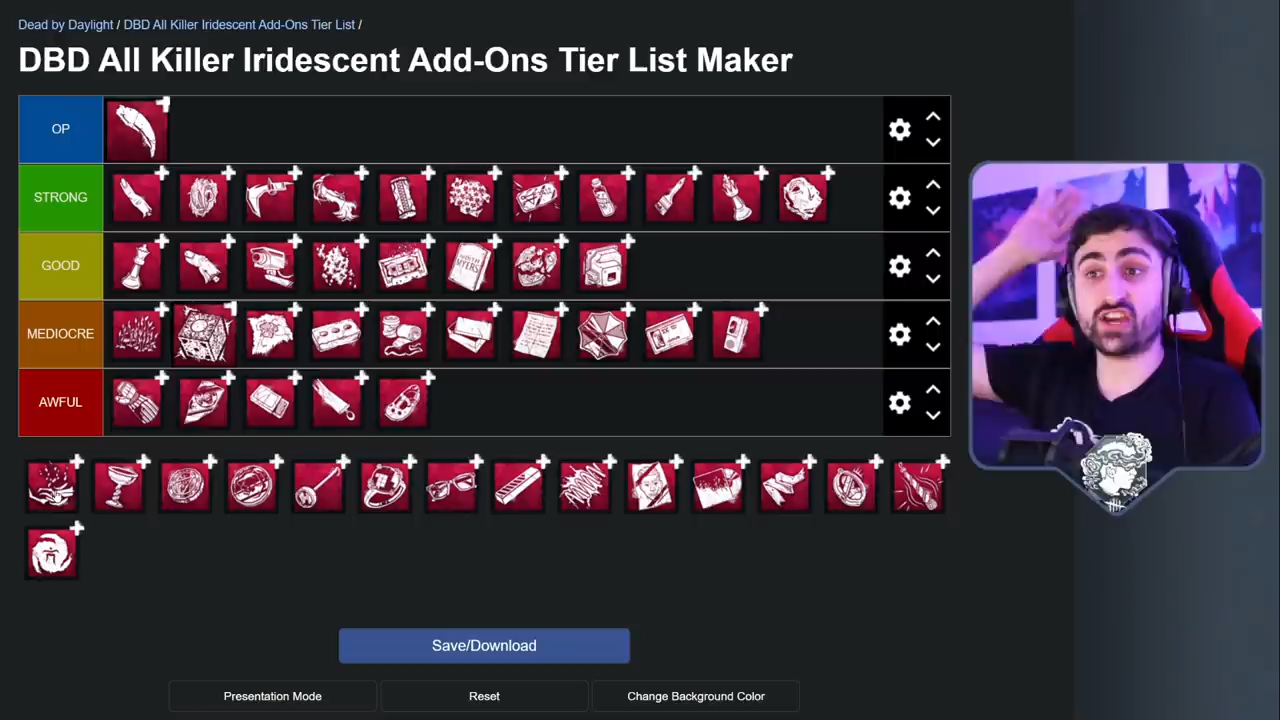 Dead by Daylight / DBD All Killer Iridescent Add-Ons Tier List /
DBD All Killer Iridescent Add-Ons Tier List Maker
OP
STRONG
GOOD
MEDIOCRE
AWFUL
Save/Download
Presentation Mode
Reset
Change Background Color